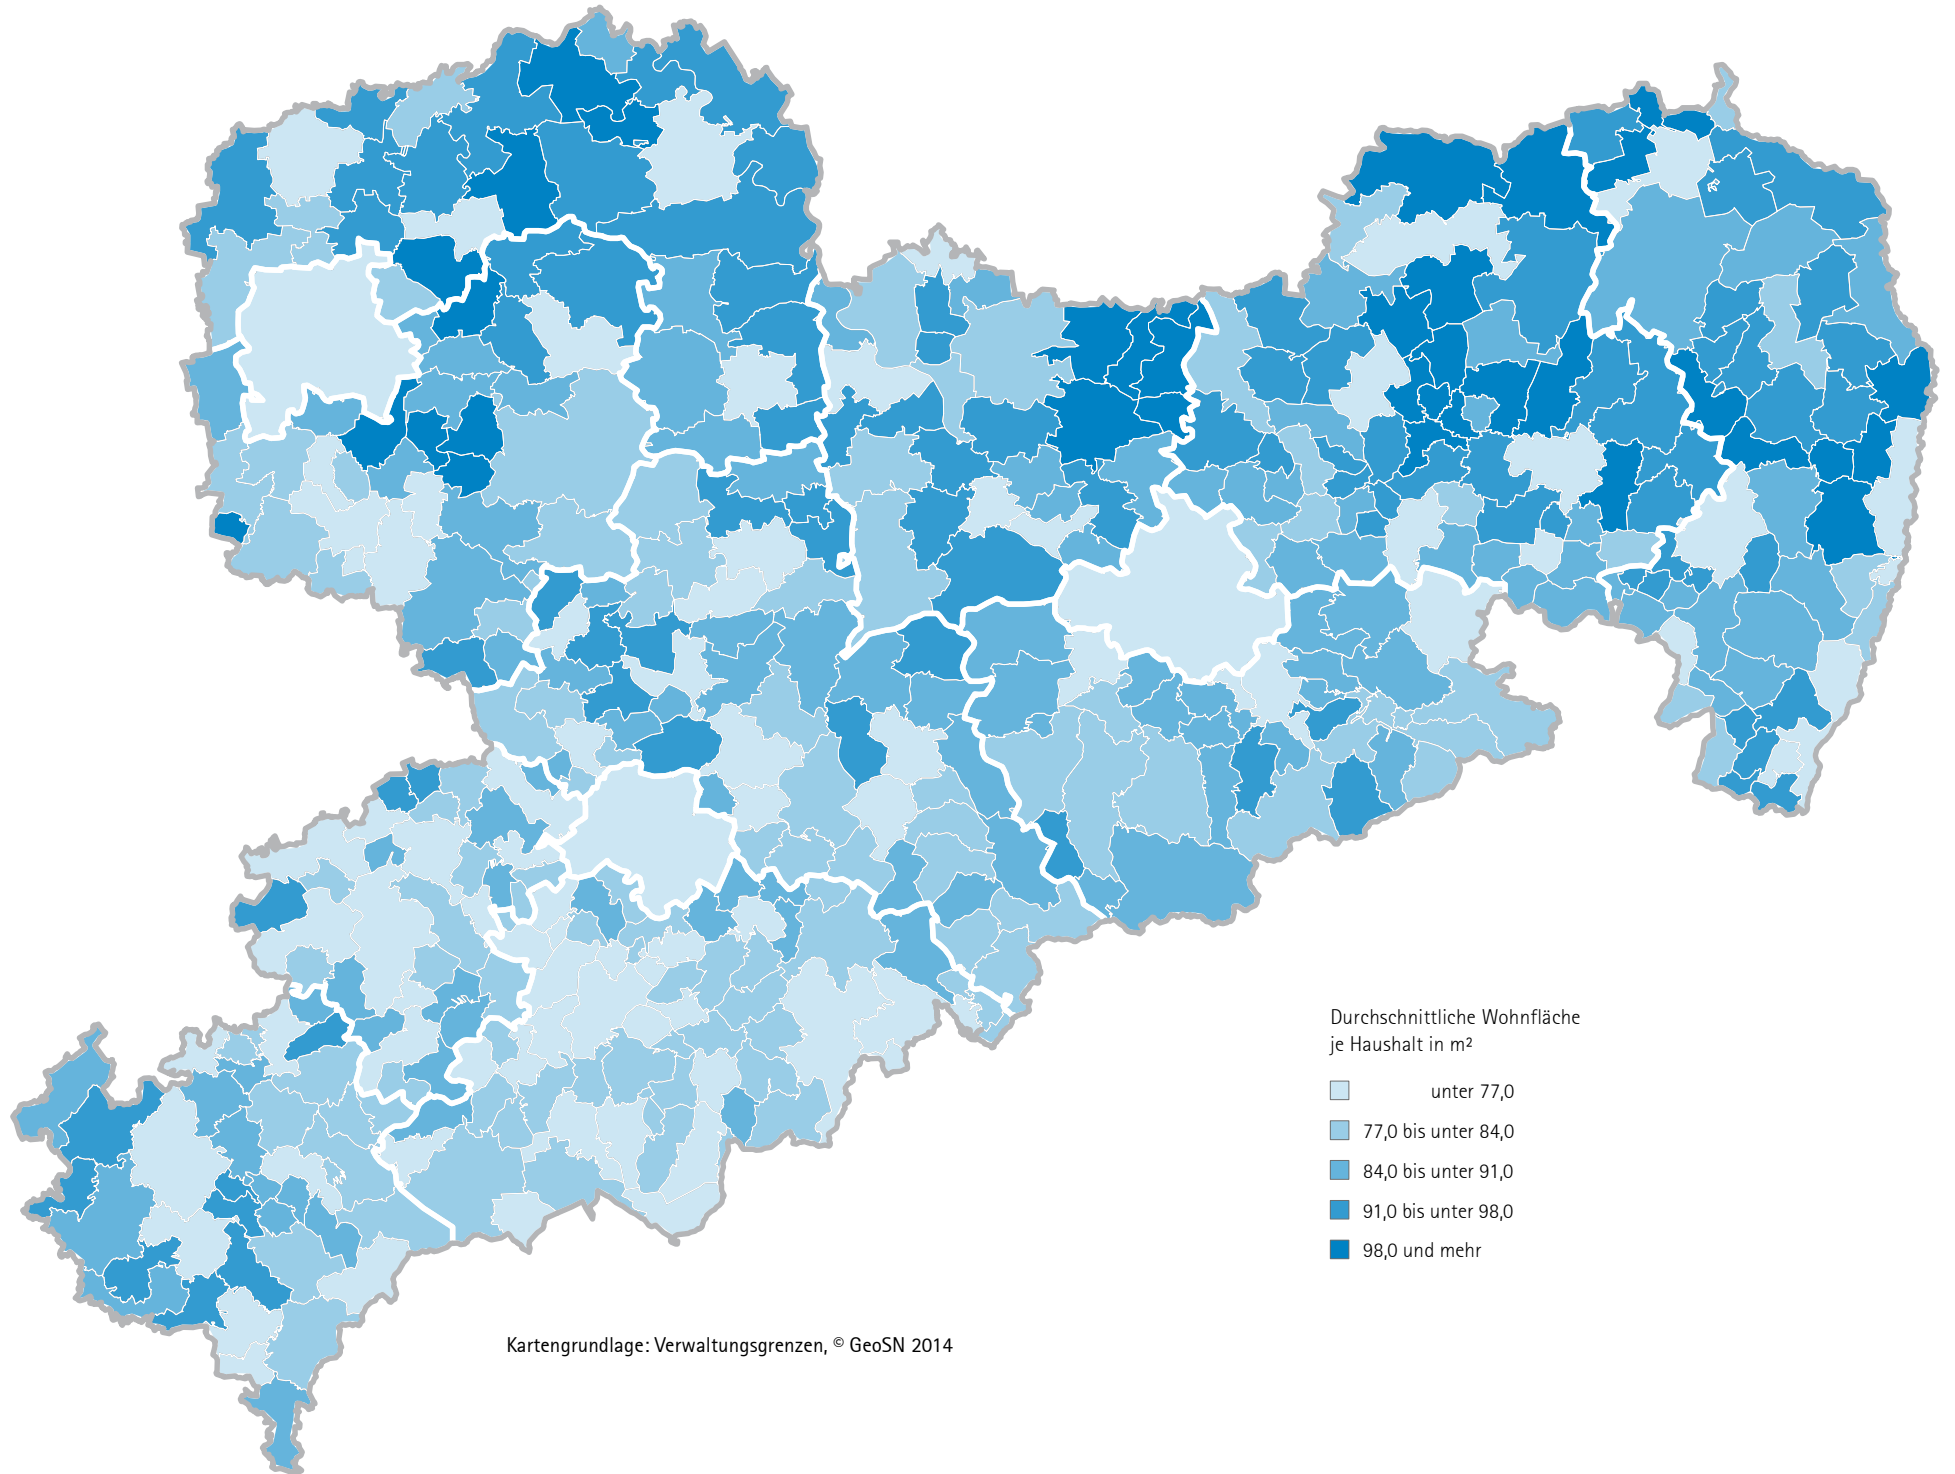 Durchschnittliche Wohnfläche
je Haushalt in m²
unter 77,0
77,0 bis unter 84,0
84,0 bis unter 91,0
91,0 bis unter 98,0
98,0 und mehr
Kartengrundlage: Verwaltungsgrenzen, © GeoSN 2014